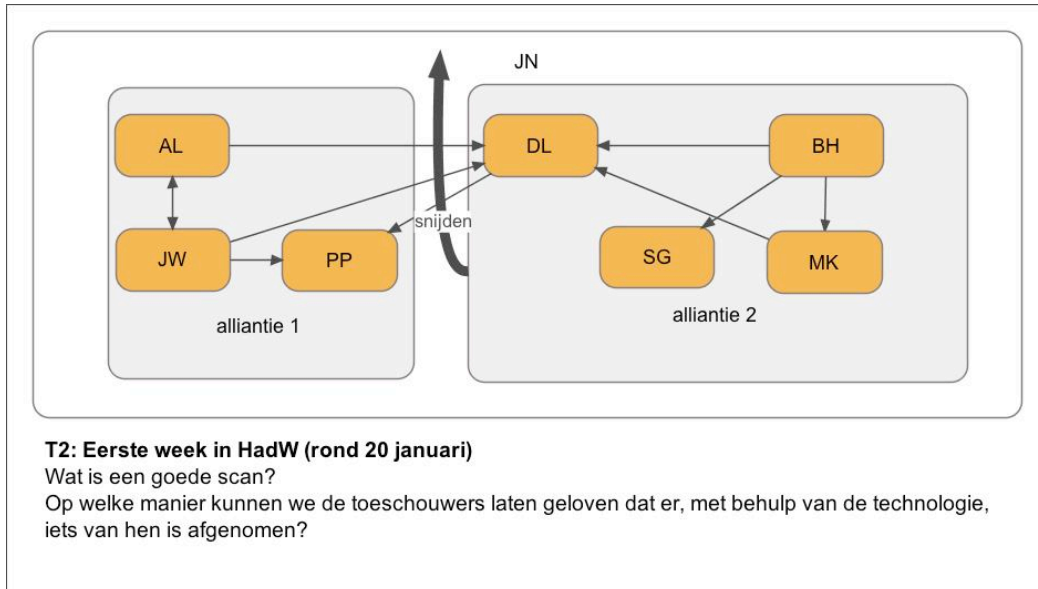 JN
AL
DL
BH
snijden
JW
PP
SG
MK
alliantie 1
alliantie 2
T2: Eerste week in HadW (rond 20 januari)
Wat is een goede scan?
Op welke manier kunnen we de toeschouwers laten geloven dat er, met behulp van de technologie,
iets van hen is afgenomen?